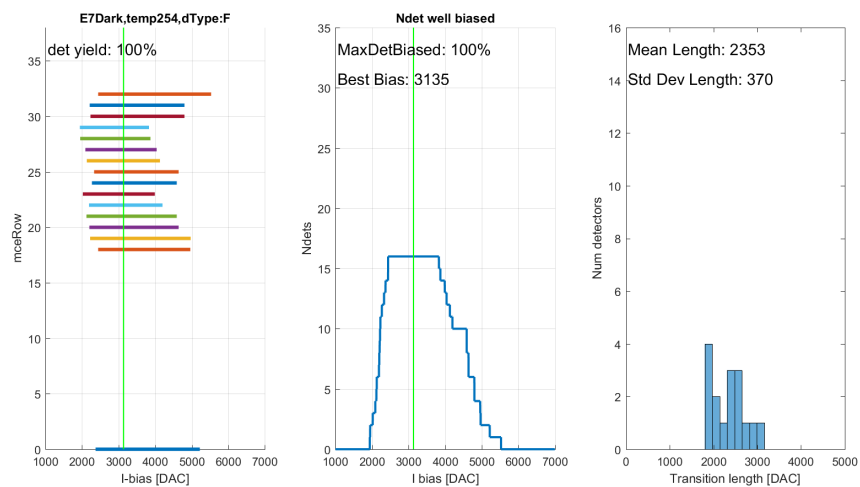 E7Dark,temp254,dType:F
det yield: 100%
35
30
25
20
15
10
5
0
mceRow
1000 2000 3000 4000 5000 6000 7000
I-bias [DAC]
Ndet well biased
MaxDetBiased: 100%
Best Bias: 3135
35
30
25
20
15
10
5
0
Ndets
1000 2000 3000 4000 5000 6000 7000
I bias [DAC]
Mean Length: 2353
Std Dev Length: 370
16
14
12
10
8
6
4
2
0
Num detectors
0 1000 2000 3000 4000 5000
Transition length [DAC]